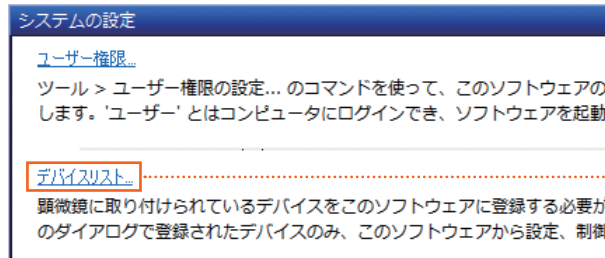 システムの設定
ユーザー権限...
ツール > ユーザー権限の設定... のコマンドを使って、このソフトウェアの
します。'ユーザー' とはコンピュータにログインでき、ソフトウェアを起動
デバイスリスト...
顕微鏡に取り付けられているデバイスをこのソフトウェアに登録する必要が
のダイアログで登録されたデバイスのみ、このソフトウェアから設定、制御